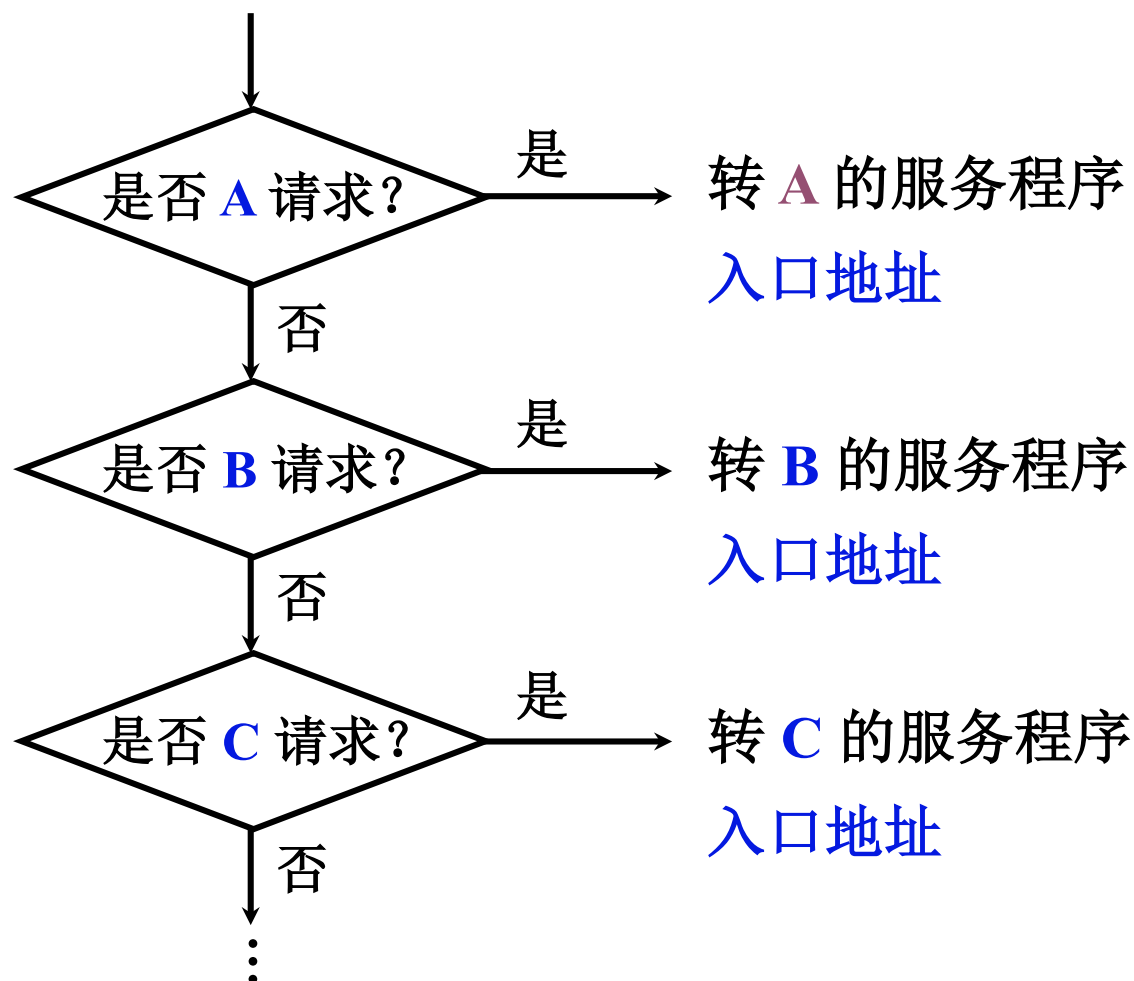 是否 A 请求？
是
转 A 的服务程序
入口地址
否
是否 B 请求？
是
转 B 的服务程序
入口地址
否
是否 C 请求？
是
转 C 的服务程序
入口地址
否
⋮